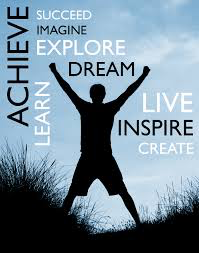 ACHIEVE
SUCCEED
IMAGINE
EXPLORE
DREAM
LEARN
LIVE
INSPIRE
CREATE